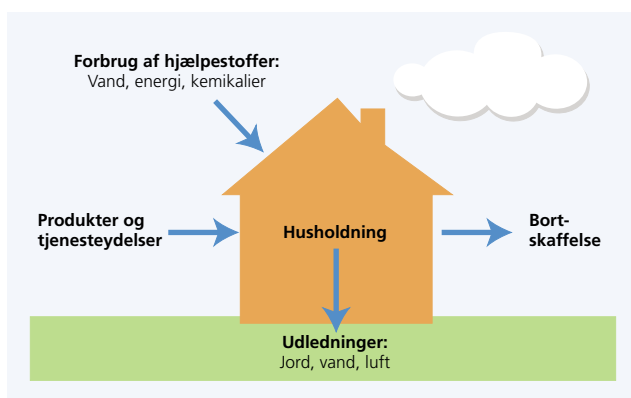 Forbrug af hjælpestoffer:
Vand, energi, kemikalier
Produkter og
tjenesteydelser
Husholdning
Bort-
skaffelse
Udledninger:
Jord, vand, luft